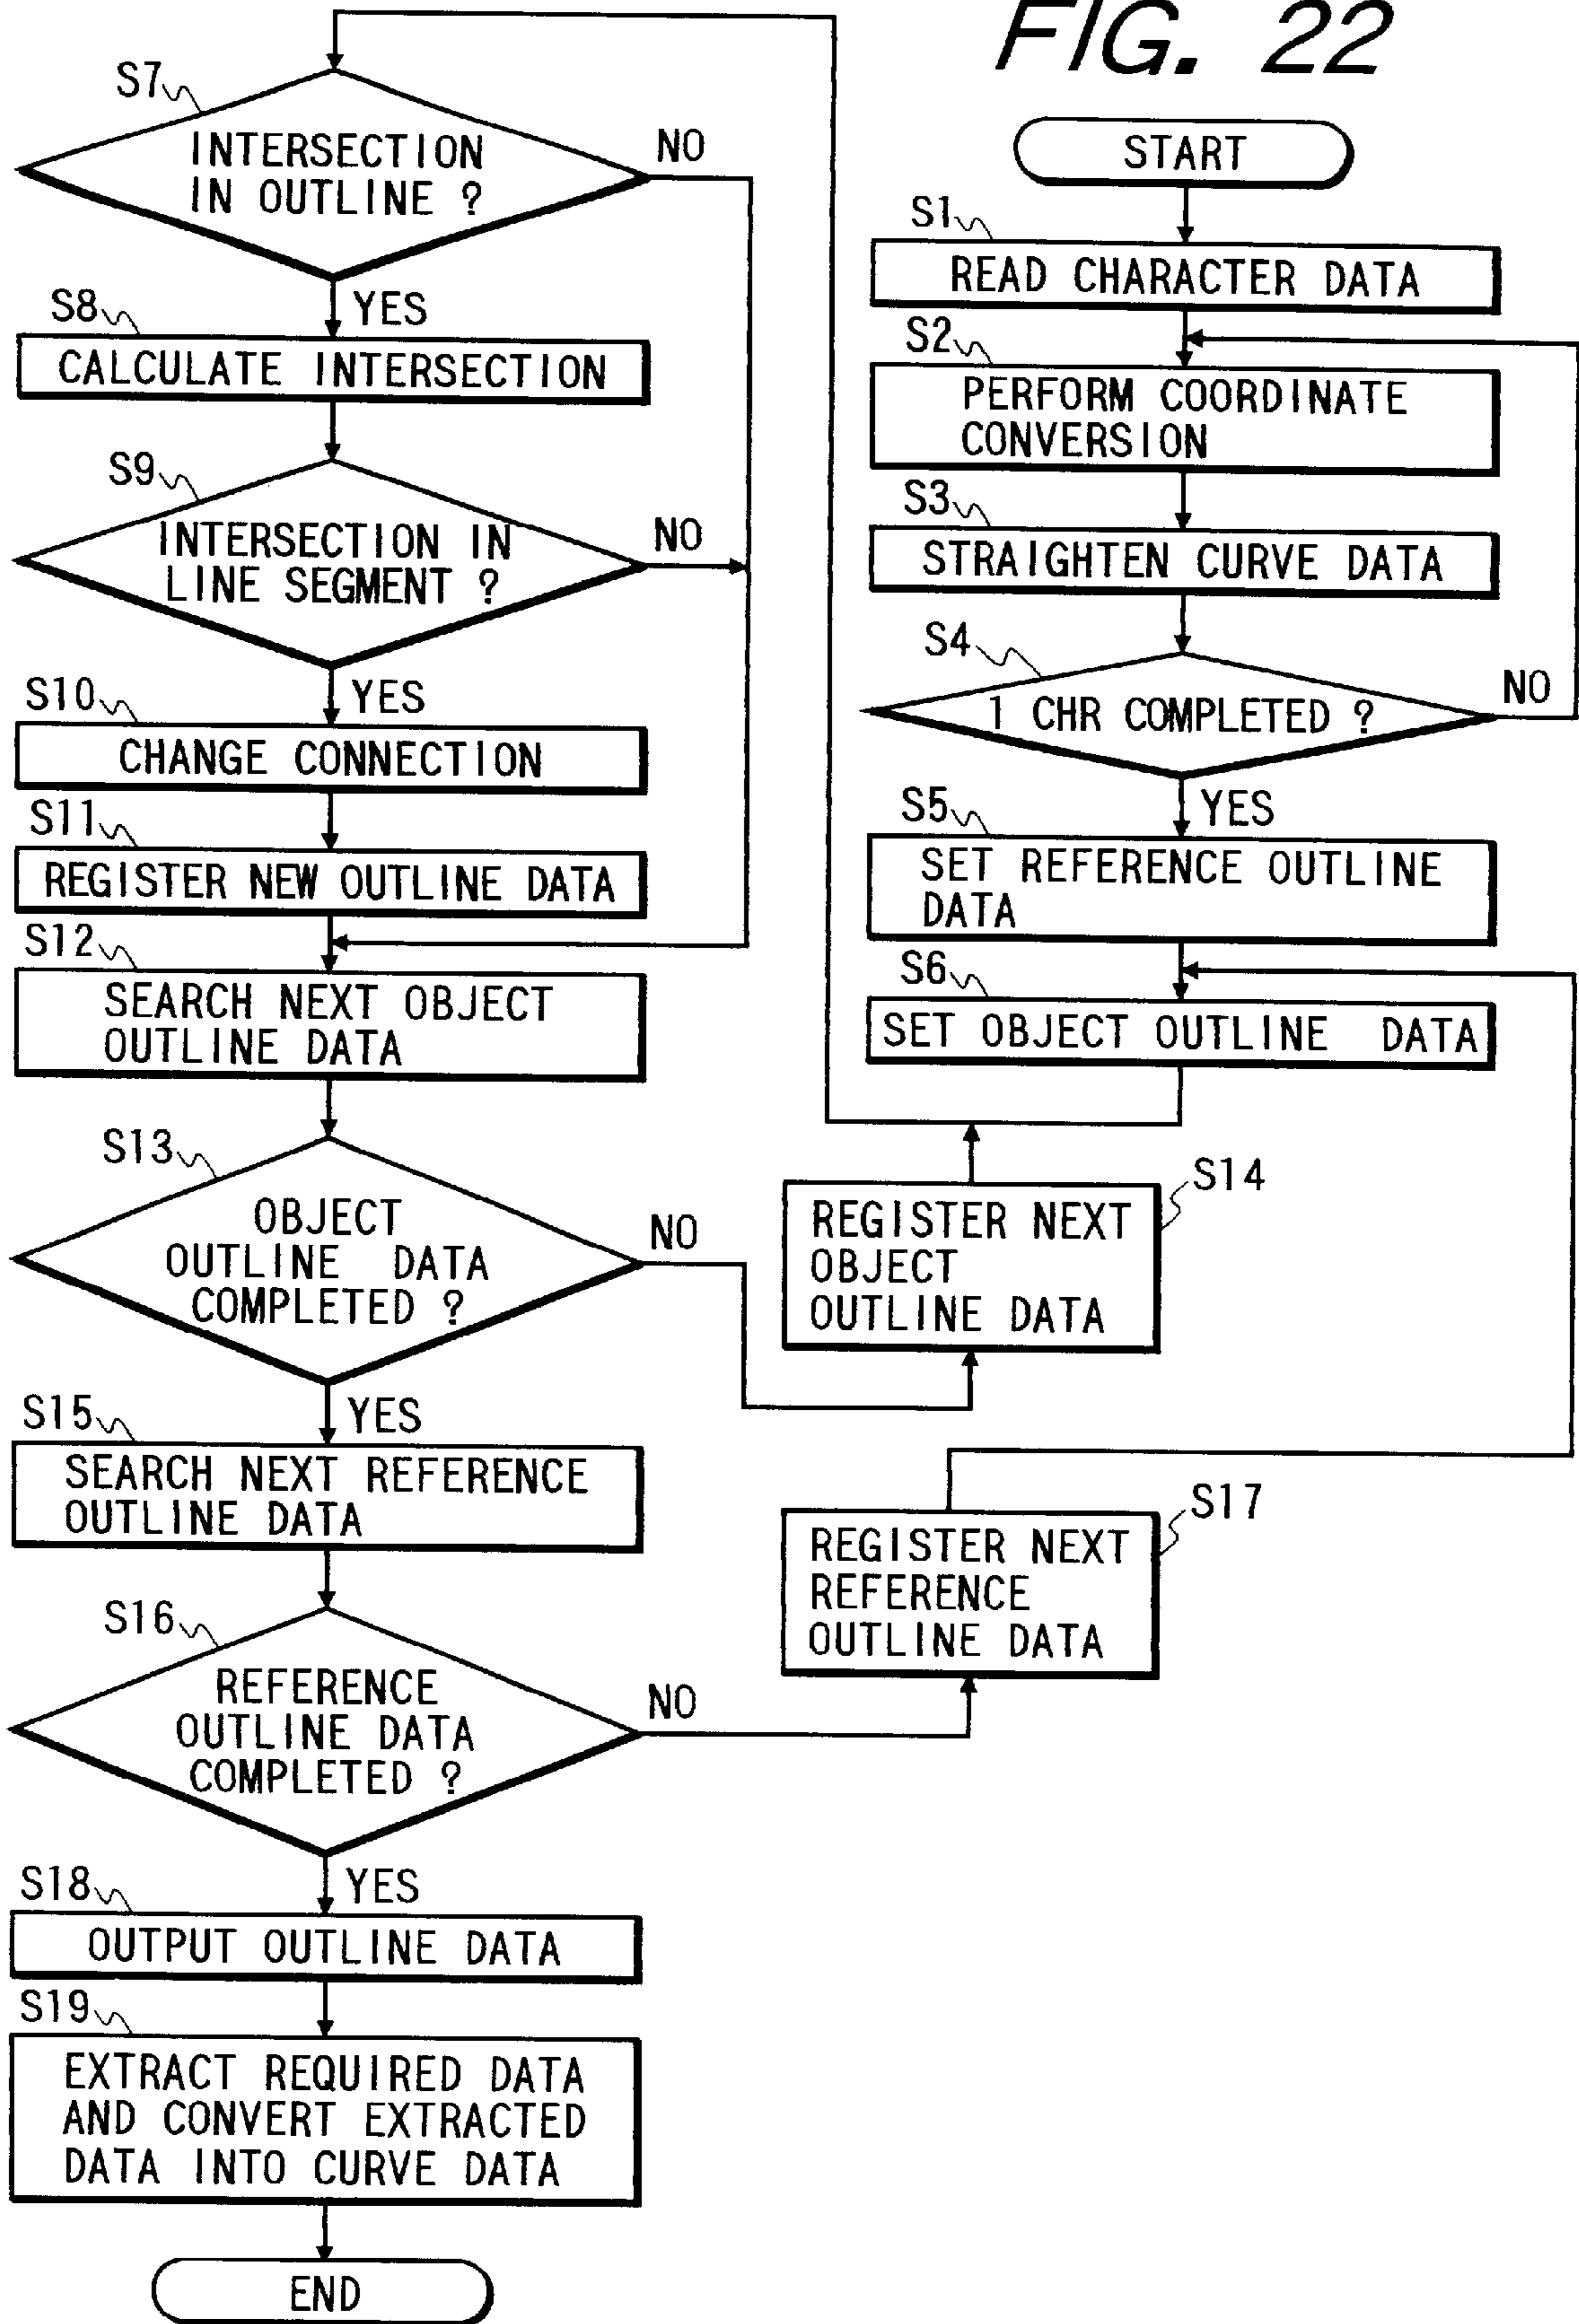 FIG. 22
START
S1
READ CHARACTER DATA
S2
PERFORM COORDINATE
CONVERSION
S3
STRAIGHTEN CURVE DATA
S4
1 CHR COMPLETED ?
NO
YES
S5
SET REFERENCE OUTLINE
DATA
S6
SET OBJECT OUTLINE DATA
S7
INTERSECTION
IN OUTLINE ?
NO
YES
S8
CALCULATE INTERSECTION
S9
INTERSECTION IN
LINE SEGMENT ?
NO
YES
S10
CHANGE CONNECTION
S11
REGISTER NEW OUTLINE DATA
S12
SEARCH NEXT OBJECT
OUTLINE DATA
S13
OBJECT
OUTLINE DATA
COMPLETED ?
NO
YES
S14
REGISTER NEXT
OBJECT
OUTLINE DATA
S15
SEARCH NEXT REFERENCE
OUTLINE DATA
S16
REFERENCE
OUTLINE DATA
COMPLETED ?
NO
YES
S17
REGISTER NEXT
REFERENCE
OUTLINE DATA
S18
OUTPUT OUTLINE DATA
S19
EXTRACT REQUIRED DATA
AND CONVERT EXTRACTED
DATA INTO CURVE DATA
END